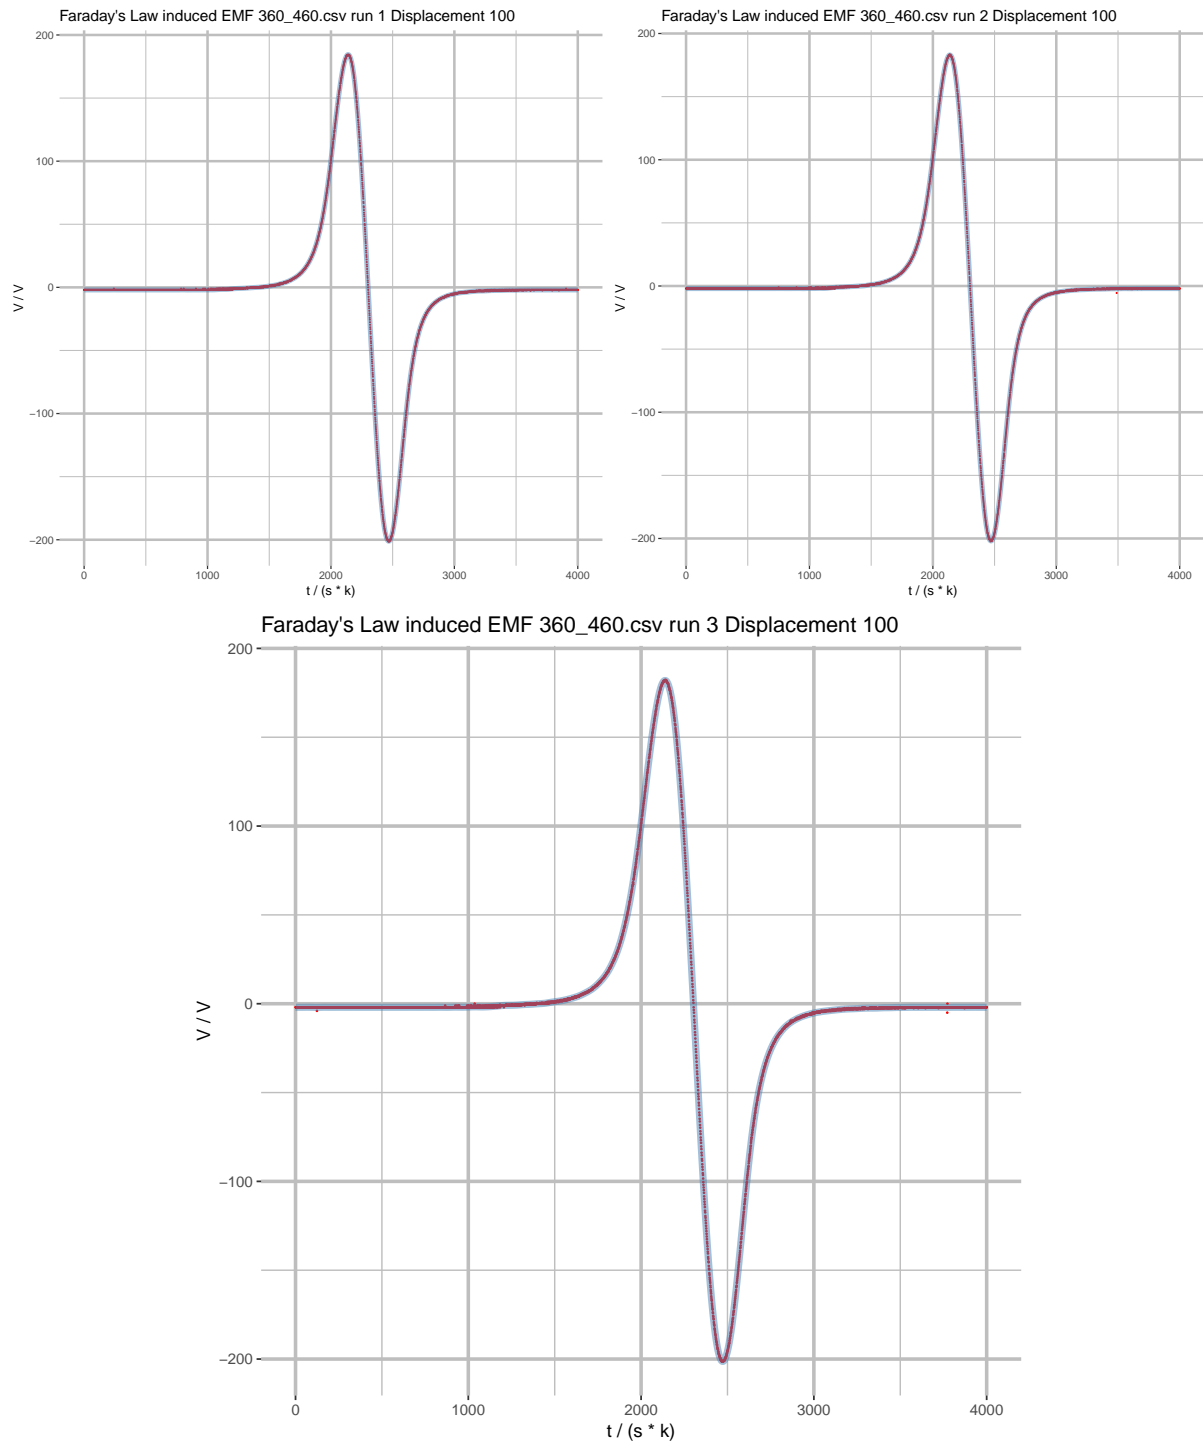 Faraday's Law induced EMF 360_460.csv run 1 Displacement 100
200
100
0
−100
−200
V / V
0 1000 2000 3000 4000
t / (s * k)
Faraday's Law induced EMF 360_460.csv run 2 Displacement 100
200
100
0
−100
−200
V / V
0 1000 2000 3000 4000
t / (s * k)
Faraday's Law induced EMF 360_460.csv run 3 Displacement 100
200
100
0
−100
−200
V / V
0 1000 2000 3000 4000
t / (s * k)